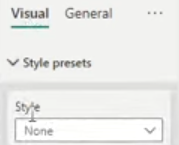 Visual General ...
Style presets
Style
None